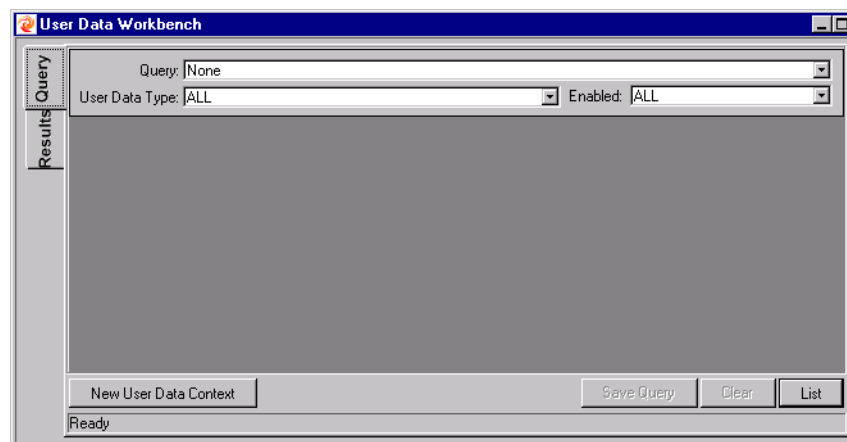 User Data Workbench
Query
Results
Query: None
User Data Type: ALL Enabled: ALL
New User Data Context Save Query Clear List
Ready